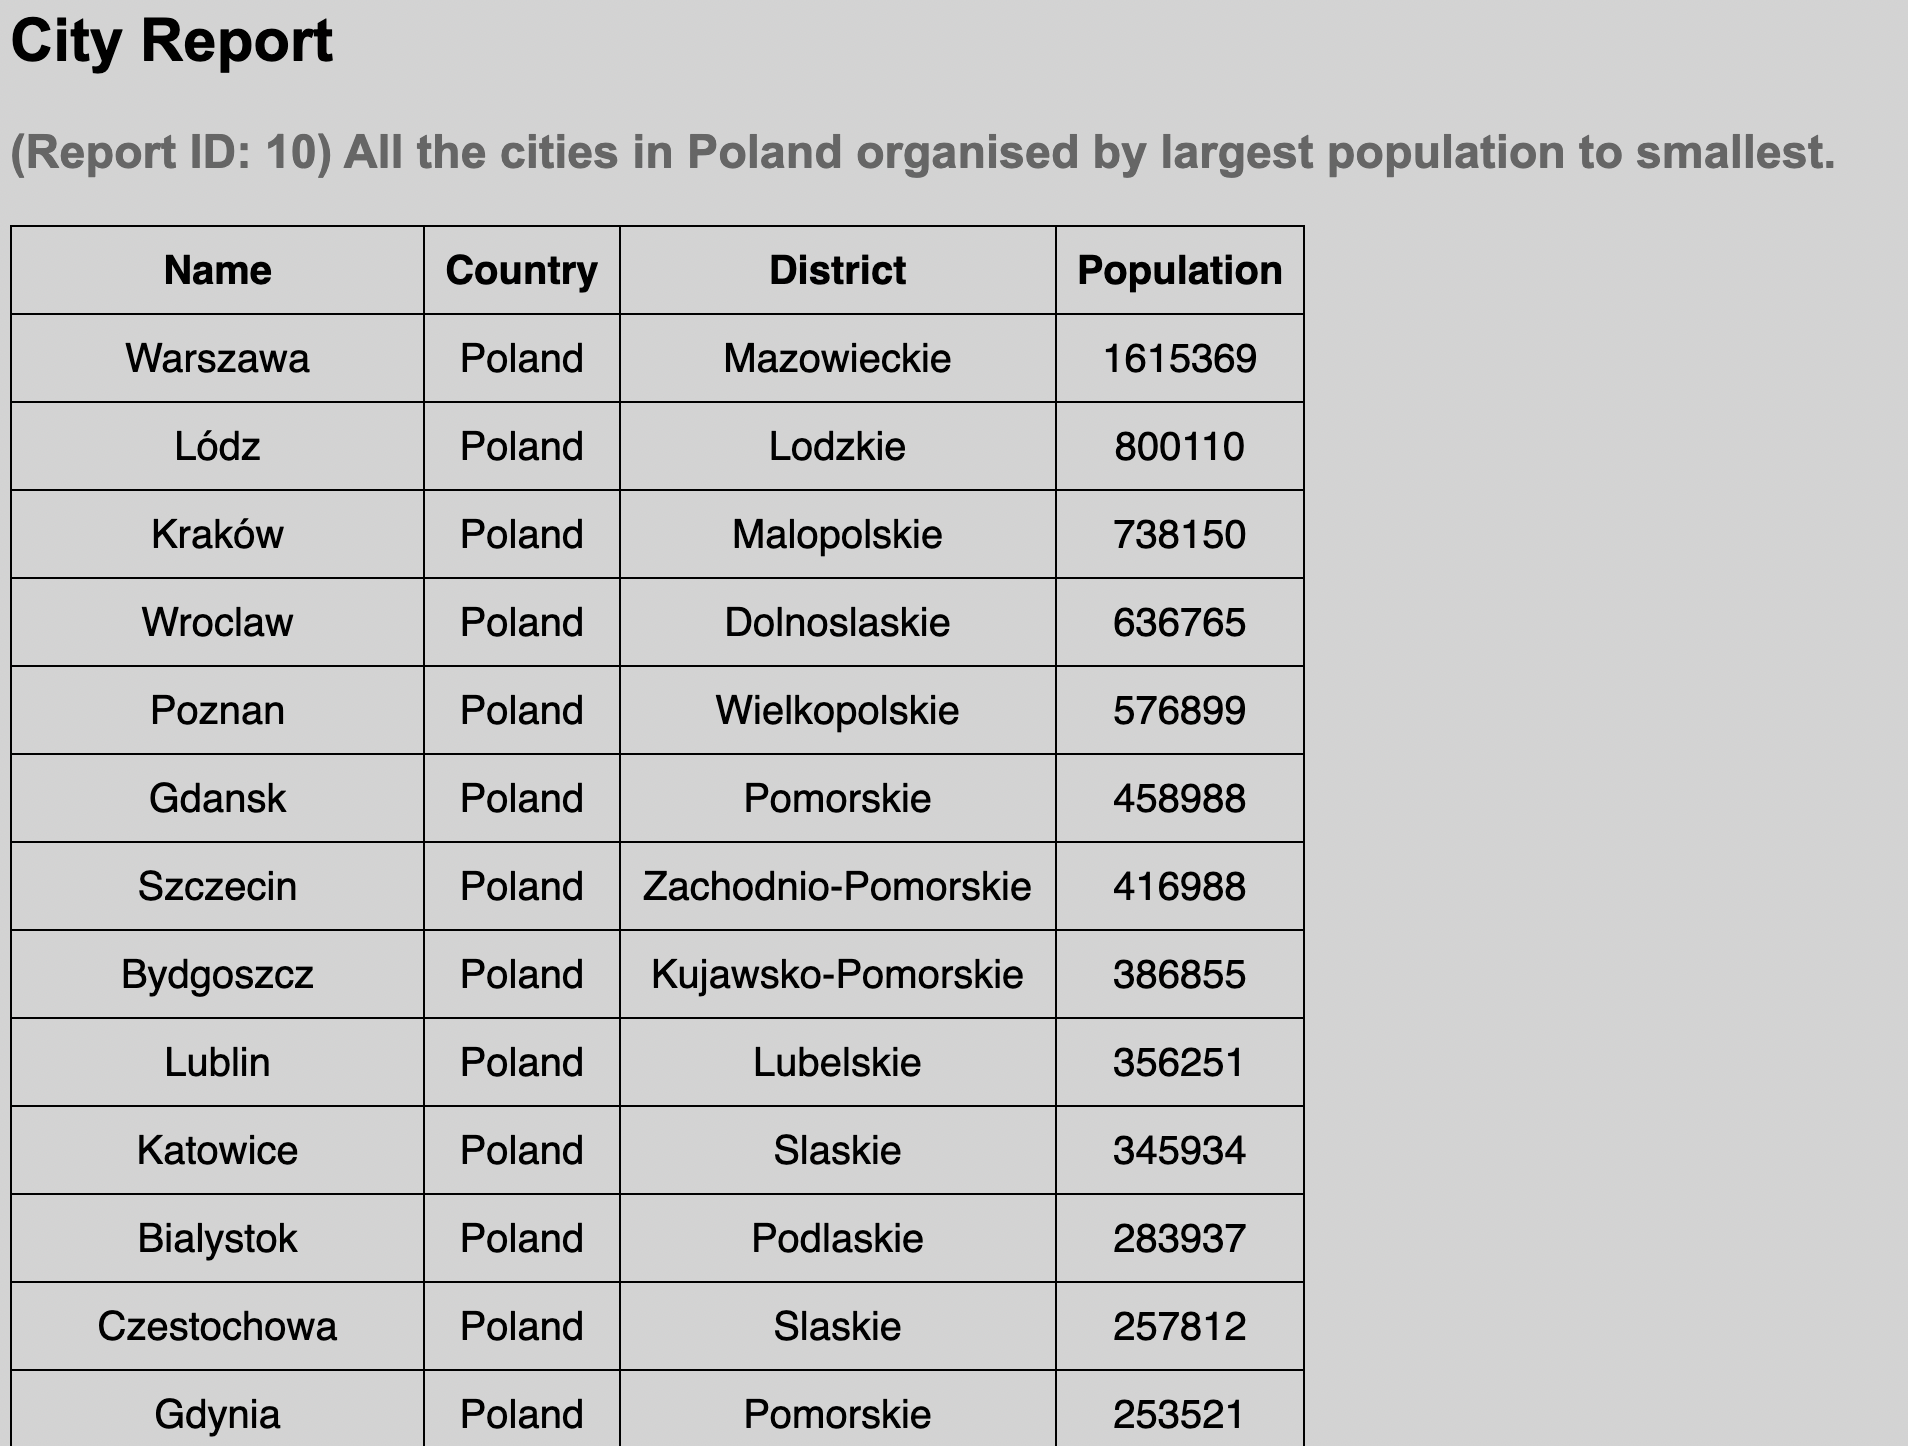 City Report
(Report ID: 10) All the cities in Poland organised by largest population to smallest.
Name Country District Population
Warszawa Poland Mazowieckie 1615369
Lódz Poland Lodzkie 800110
Kraków Poland Malopolskie 738150
Wroclaw Poland Dolnoslaskie 636765
Poznan Poland Wielkopolskie 576899
Gdansk Poland Pomorskie 458988
Szczecin Poland Zachodnio-Pomorskie 416988
Bydgoszcz Poland Kujawsko-Pomorskie 386855
Lublin Poland Lubelskie 356251
Katowice Poland Slaskie 345934
Bialystok Poland Podlaskie 283937
Czestochowa Poland Slaskie 257812
Gdynia Poland Pomorskie 253521